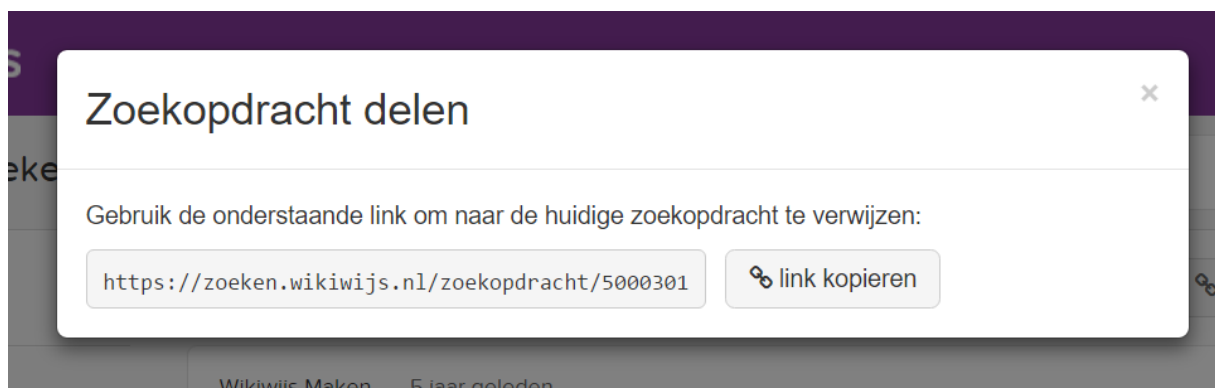 s
Zoekopdracht delen
×
eke
Gebruik de onderstaande link om naar de huidige zoekopdracht te verwijzen:
https://zoeken.wikiwijs.nl/zoekopdracht/5000301
link kopieren
Wikiwijs Maken 5 jaar geleden